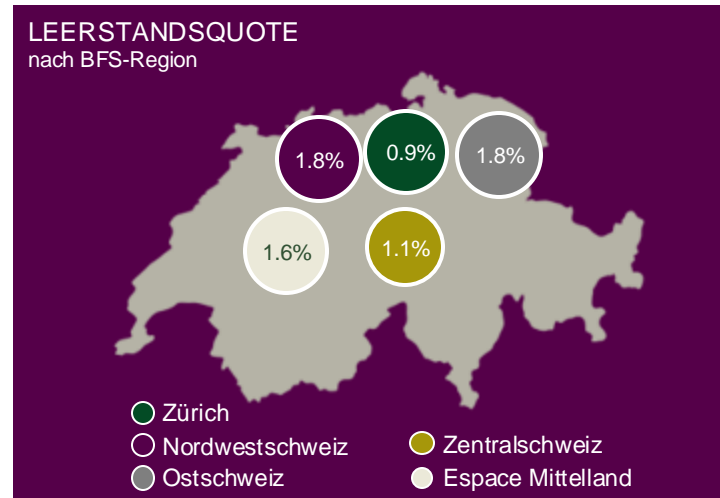 LEERSTANDSQUOTE
nach BFS-Region
1.8%
0.9%
1.8%
1.6%
1.1%
Zürich
Nordwestschweiz
Zentralschweiz
Ostschweiz
Espace Mittelland